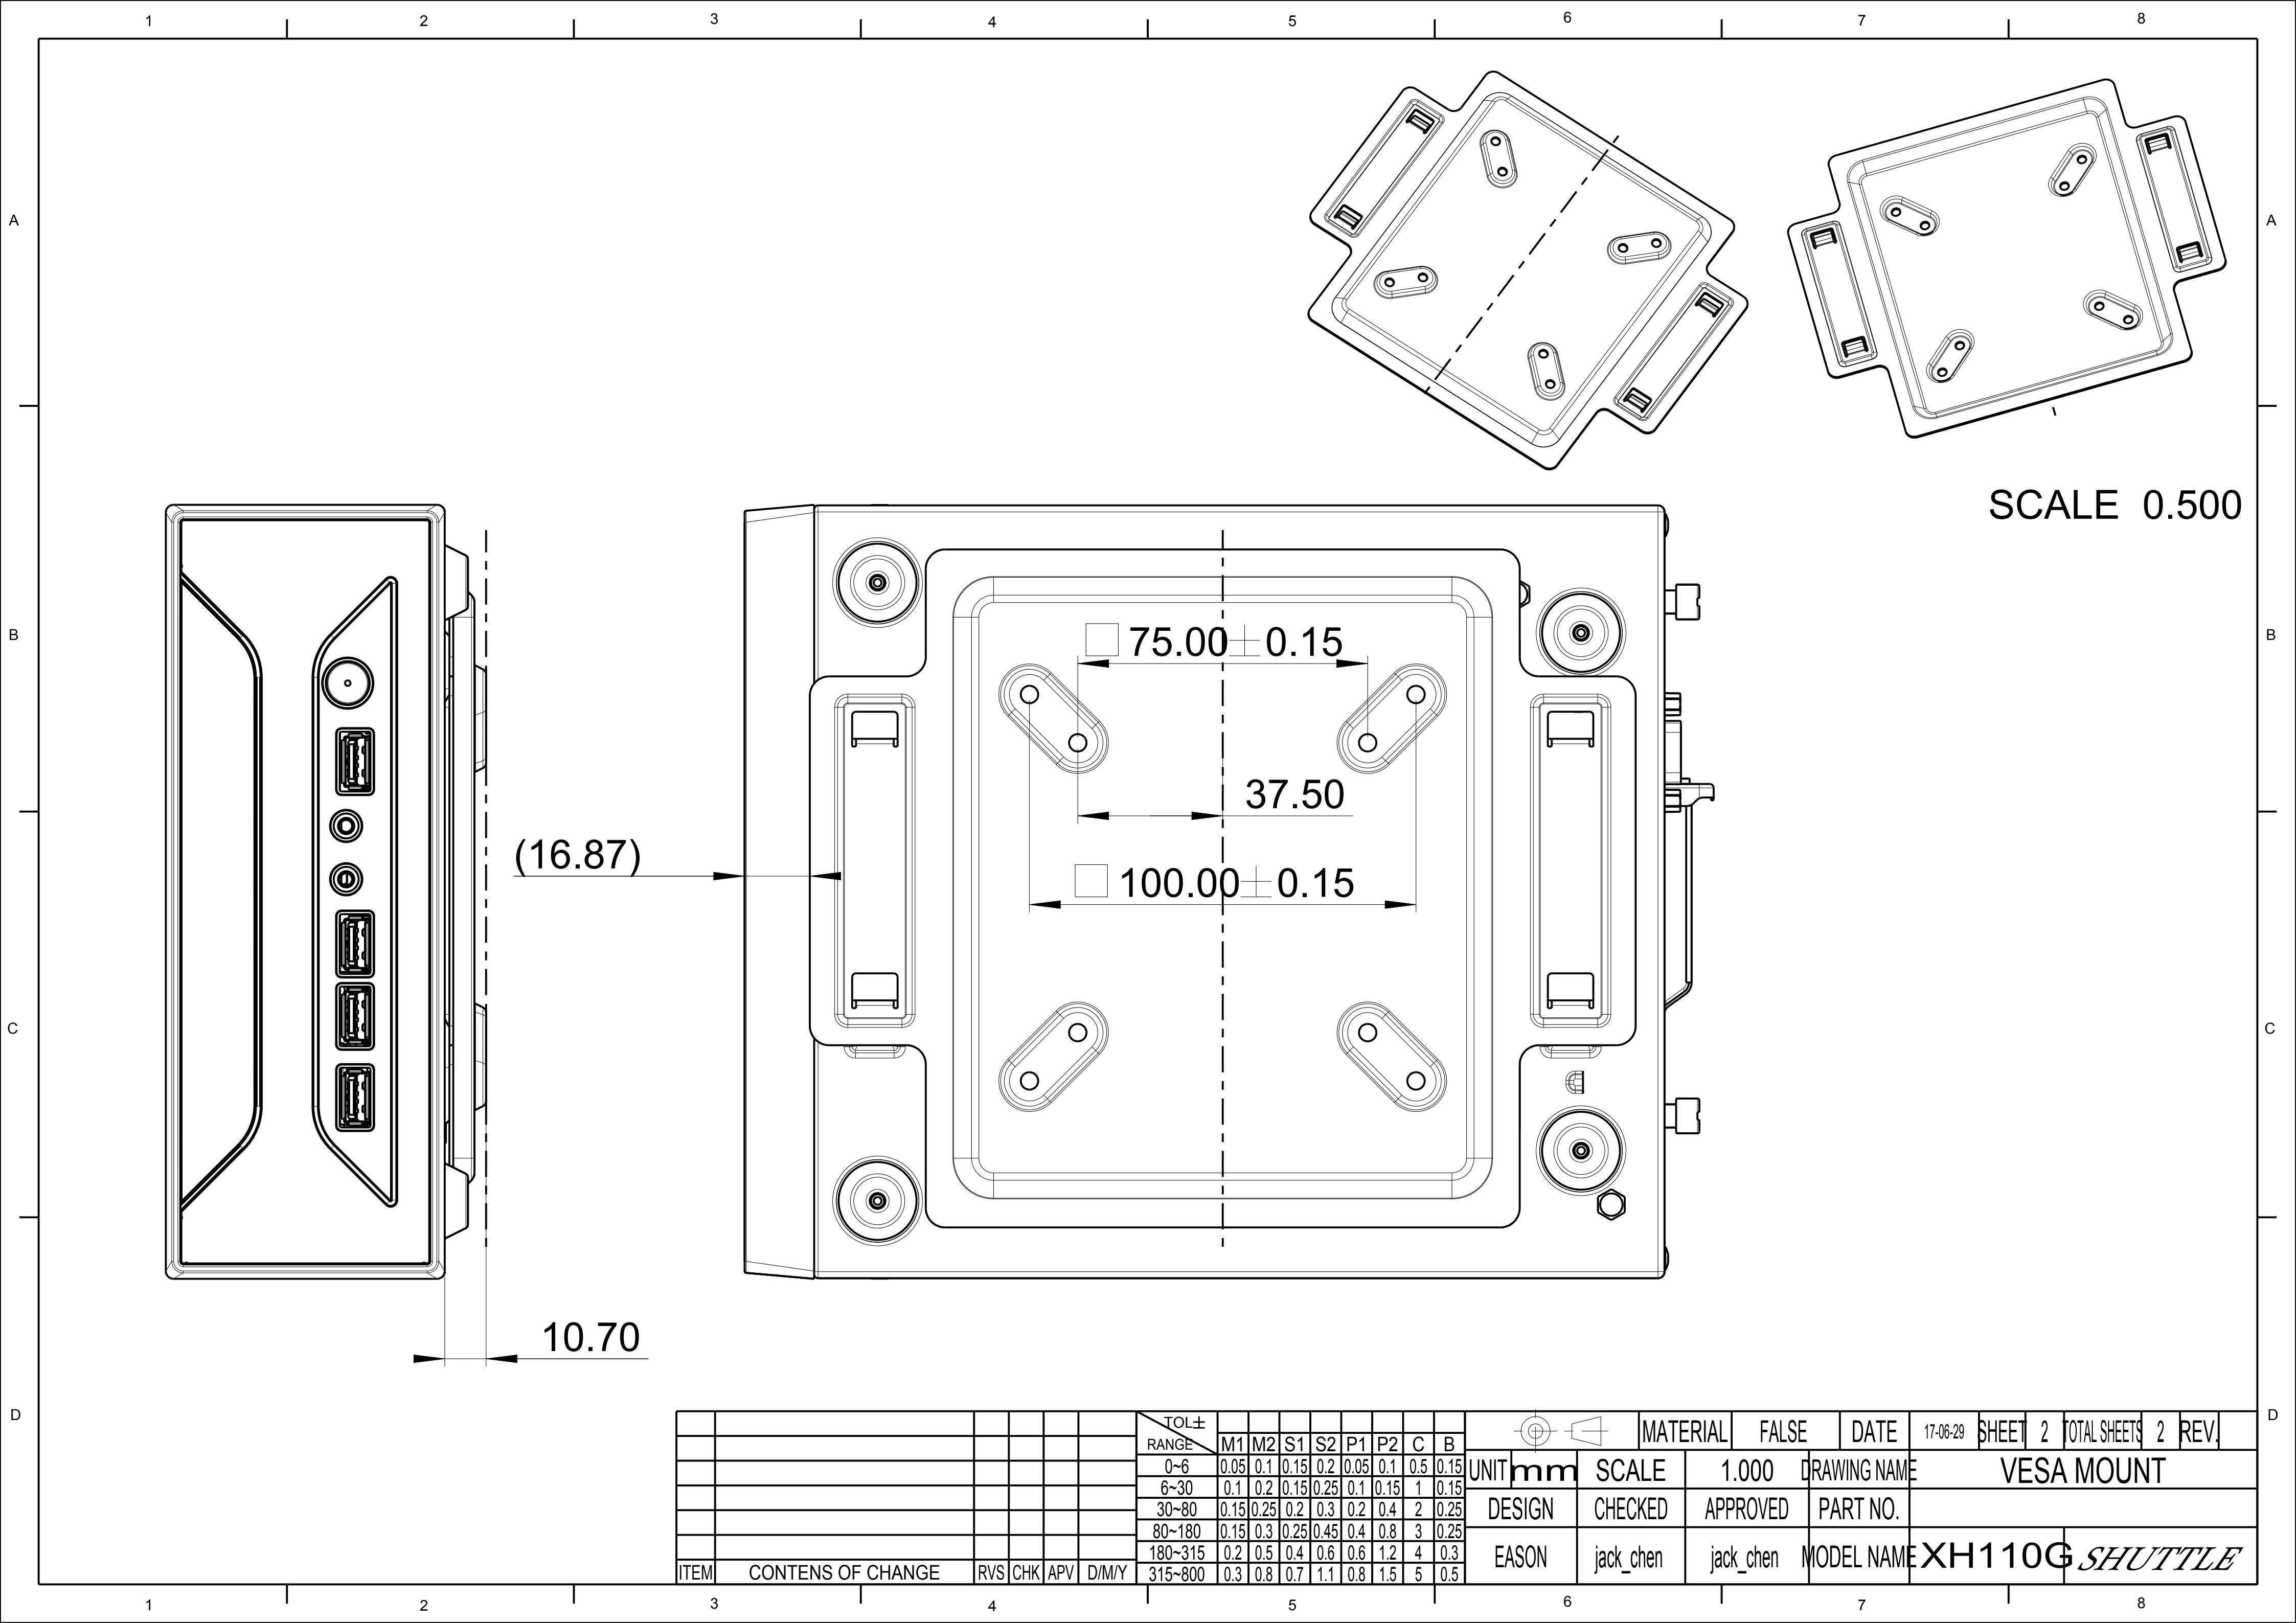 1 2 3 4 5 6 7 8
A A
SCALE 0.500
B B
□ 75.00±0.15
37.50
(16.87)
□ 100.00±0.15
C C
10.70
D D
TOL±
RANGE M1 M2 S1 S2 P1 P2 C B
0~6 0.05 0.1 0.15 0.2 0.05 0.1 0.5 0.15
6~30 0.1 0.2 0.15 0.25 0.1 0.15 1 0.15
30~80 0.15 0.25 0.2 0.3 0.2 0.4 2 0.25
80~180 0.15 0.3 0.25 0.45 0.4 0.8 3 0.25
180~315 0.2 0.5 0.4 0.6 0.6 1.2 4 0.3
315~800 0.3 0.8 0.7 1.1 0.8 1.5 5 0.5
ITEM CONTENS OF CHANGE RVS CHK APV D/M/Y
MATERIAL FALSE DATE 17-06-29 SHEET 2 TOTAL SHEETS 2 REV.
UNIT mm SCALE 1.000 DRAWING NAME VESA MOUNT
DESIGN CHECKED APPROVED PART NO.
EASON jack_chen jack_chen MODEL NAME XH110G SHUTTLE
1 2 3 4 5 6 7 8